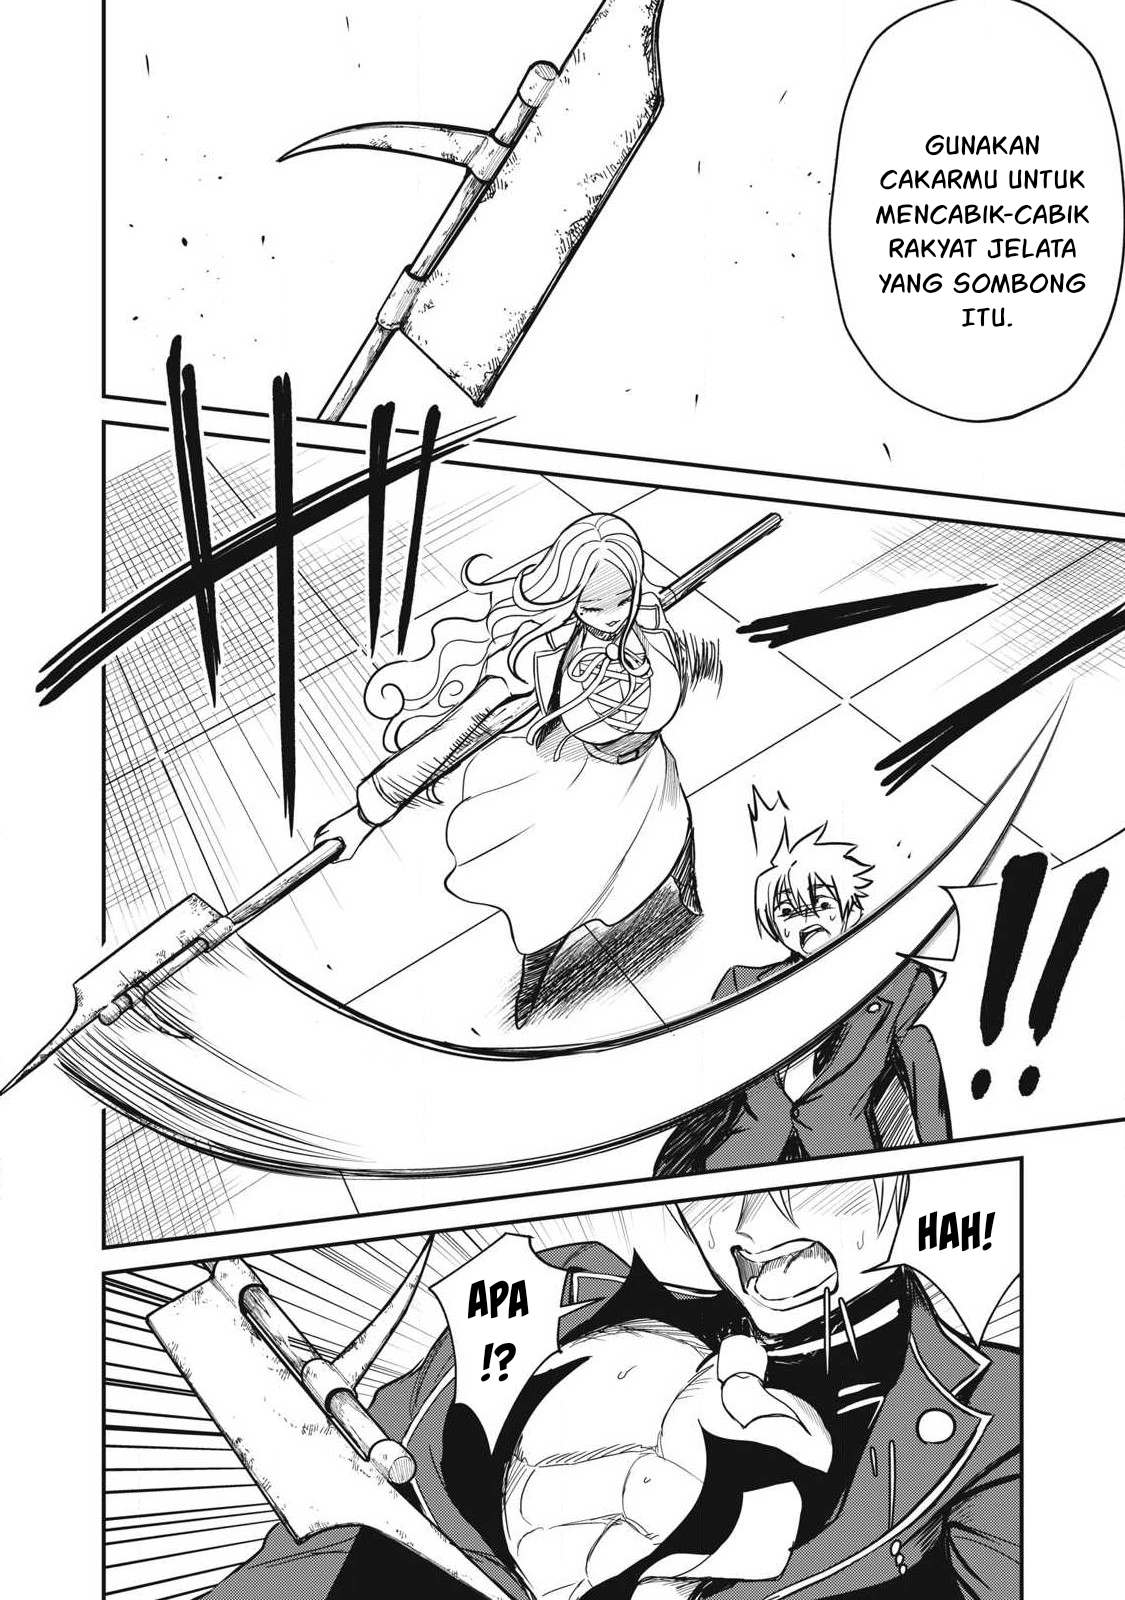 GUNAKAN
CAKARMU UNTUK
MENCABIK-CABIK
RAKYAT JELATA
YANG SOMBONG
ITU.
!!
HAH!
APA
!?